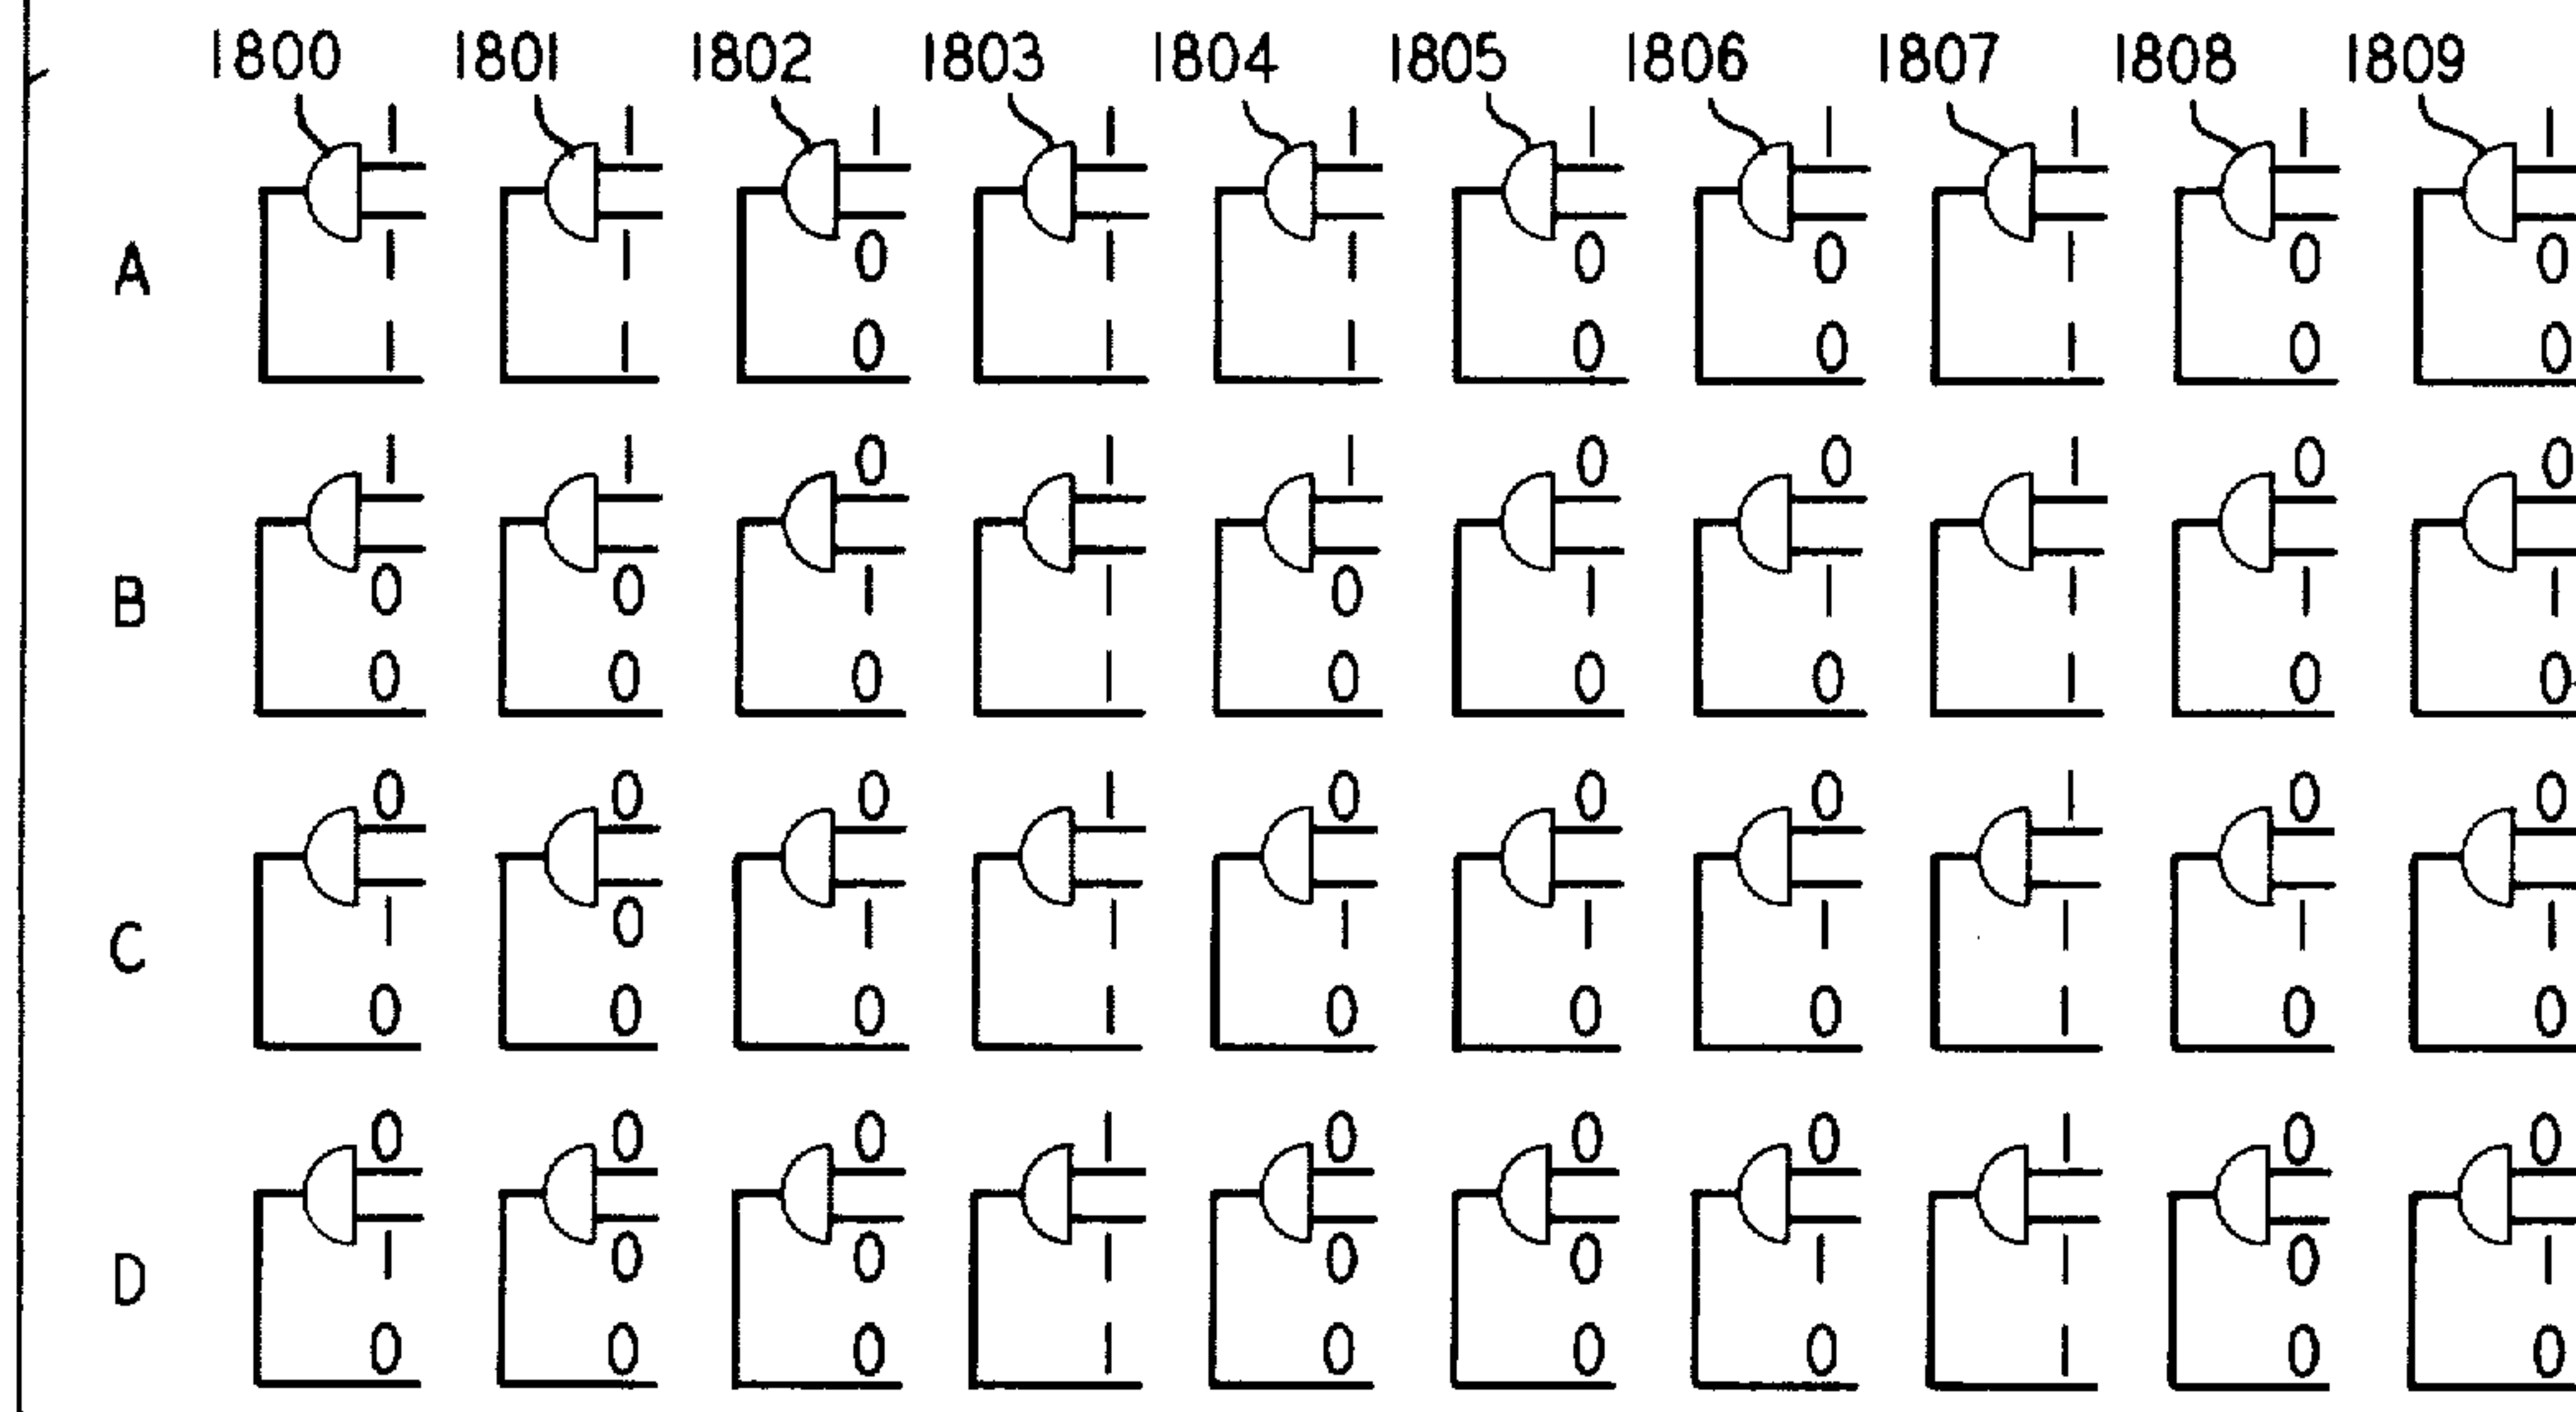 1800 1801 1802 1803 1804 1805 1806 1807 1808 1809
1 1 1 1 1 1 1 1 1 1
A
1 1 0 1 1 0 0 1 0 0
1 1 0 1 1 0 0 1 0 0
1 1 0 1 1 0 0 1 0 0
B
0 0 1 1 0 1 1 1 1 1
0 0 0 1 0 0 0 1 0 0
0 0 0 1 0 0 0 1 0 0
C
1 0 1 1 1 1 1 1 1 1
0 0 0 1 0 0 0 1 0 0
0 0 0 1 0 0 0 1 0 0
D
1 0 0 1 0 0 1 1 0 1
0 0 0 1 0 0 0 1 0 0